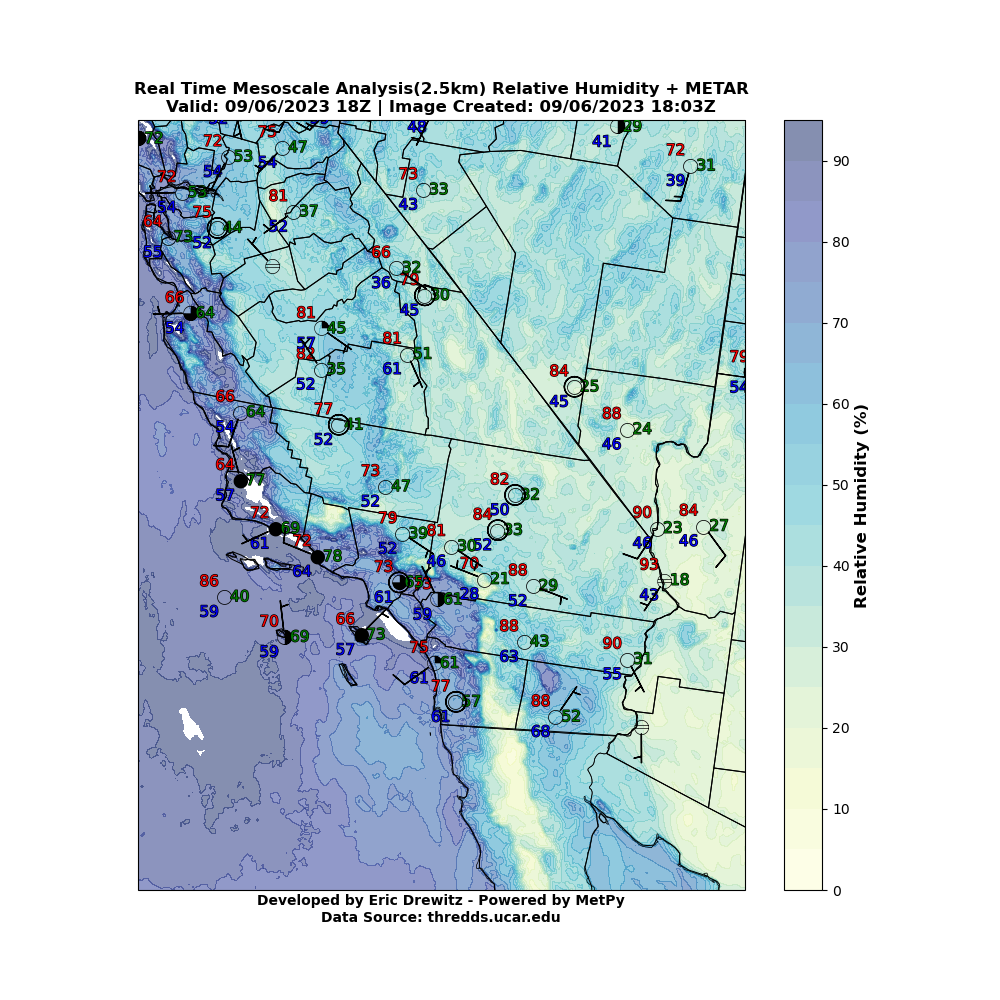 Real Time Mesoscale Analysis(2.5km) Relative Humidity + METAR
Valid: 09/06/2023 18Z | Image Created: 09/06/2023 18:03Z
72
72 53 54
75 47 54
48
29 41
72 31 39
72 54
73 33 43
81 37 52
75 44 52
64 73 55
66 32 36
79 30 45
66 64 54
81 45 57
82 35 52
81 51 61
84 25 45
79 54
88 24 46
66 64 54
77 41 52
64 77 57
73 47 52
82 32 50
72 69 61
79 39 52
81 30 46
84 33 52
90 23 46
84 27 46
72 78 64
70 21 28
88 29 52
93 18 43
86 40 59
73 61
61 59
70 69 59
66 73 57
88 43 63
90 31 55
75 61 61
77 57 61
88 52 68
90
80
70
60
50
40
30
20
10
0
Relative Humidity (%)
Developed by Eric Drewitz - Powered by MetPy
Data Source: thredds.ucar.edu